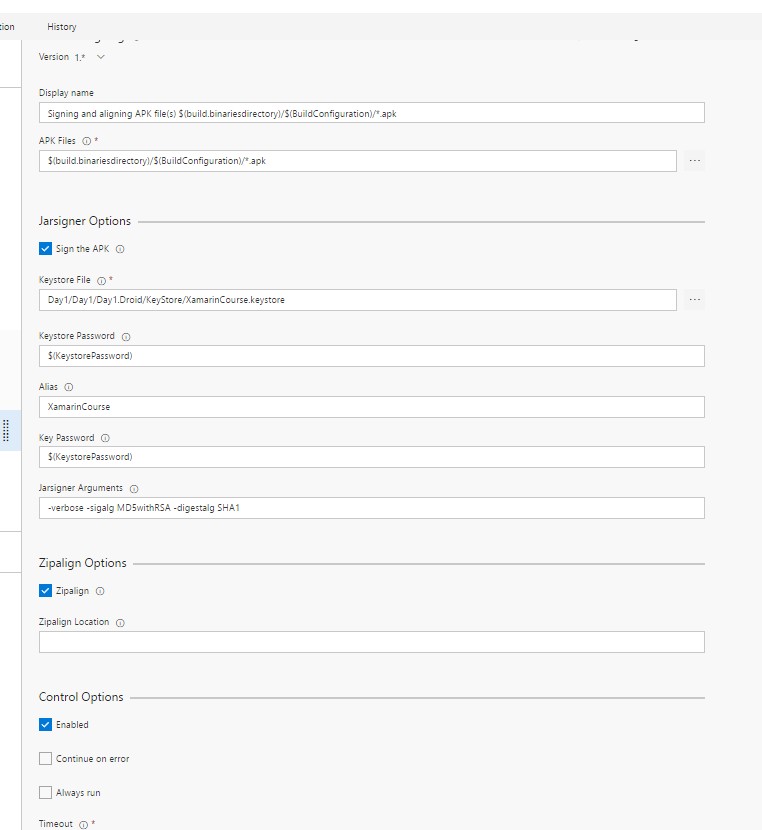 tion History
Version 1.*
Display name
Signing and aligning APK file(s) $(build.binariesdirectory)/$(BuildConfiguration)/*.apk
APK Files *
$(build.binariesdirectory)/$(BuildConfiguration)/*.apk
...
Jarsigner Options
Sign the APK
Keystore File *
Day1/Day1/Day1.Droid/KeyStore/XamarinCourse.keystore
...
Keystore Password
$(KeystorePassword)
Alias
XamarinCourse
Key Password
$(KeystorePassword)
Jarsigner Arguments
-verbose -sigalg MD5withRSA -digestalg SHA1
Zipalign Options
Zipalign
Zipalign Location
Control Options
Enabled
Continue on error
Always run
Timeout *